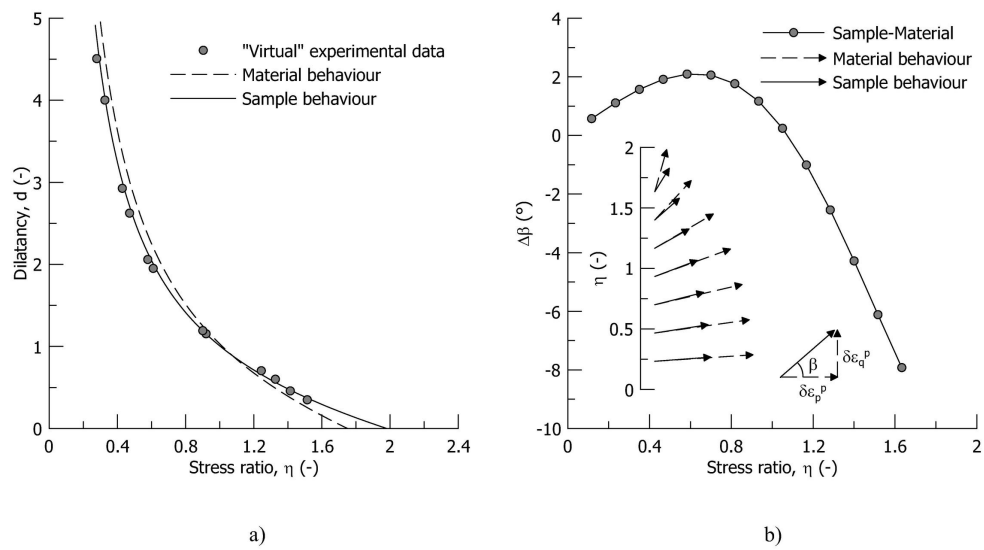 5
4
3
2
1
0
0
0.4
0.8
1.2
1.6
2
2.4
Dilatancy, d (-)
Stress ratio, η (-)
"Virtual" experimental data
Material behaviour
Sample behaviour
a)
4
2
0
-2
-4
-6
-8
-10
0
0.4
0.8
1.2
1.6
2
Δβ (°)
Stress ratio, η (-)
Sample-Material
Material behaviour
Sample behaviour
2
1.5
1
0.5
0
η (-)
β
δεqᵖ
δεpᵖ
b)